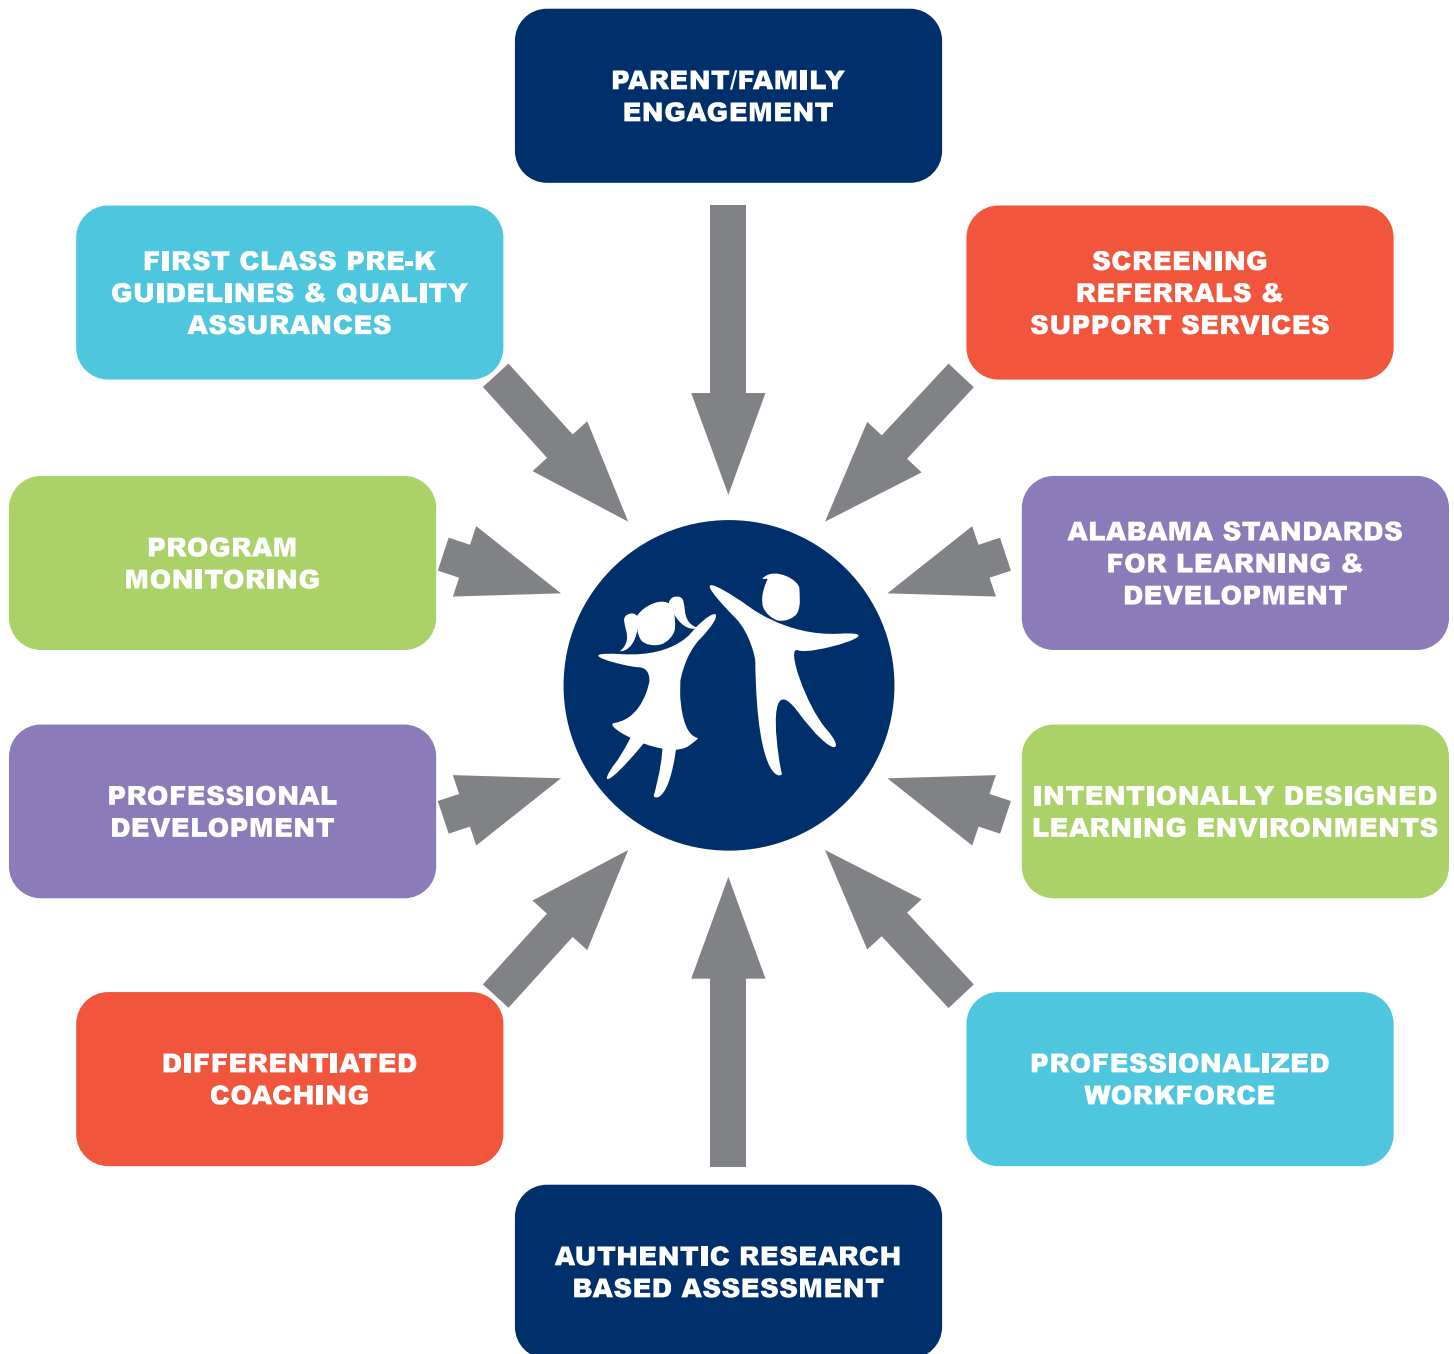 PARENT/FAMILY
ENGAGEMENT
FIRST CLASS PRE-K
GUIDELINES & QUALITY
ASSURANCES
SCREENING
REFERRALS &
SUPPORT SERVICES
PROGRAM
MONITORING
ALABAMA STANDARDS
FOR LEARNING &
DEVELOPMENT
PROFESSIONAL
DEVELOPMENT
INTENTIONALLY DESIGNED
LEARNING ENVIRONMENTS
DIFFERENTIATED
COACHING
PROFESSIONALIZED
WORKFORCE
AUTHENTIC RESEARCH
BASED ASSESSMENT